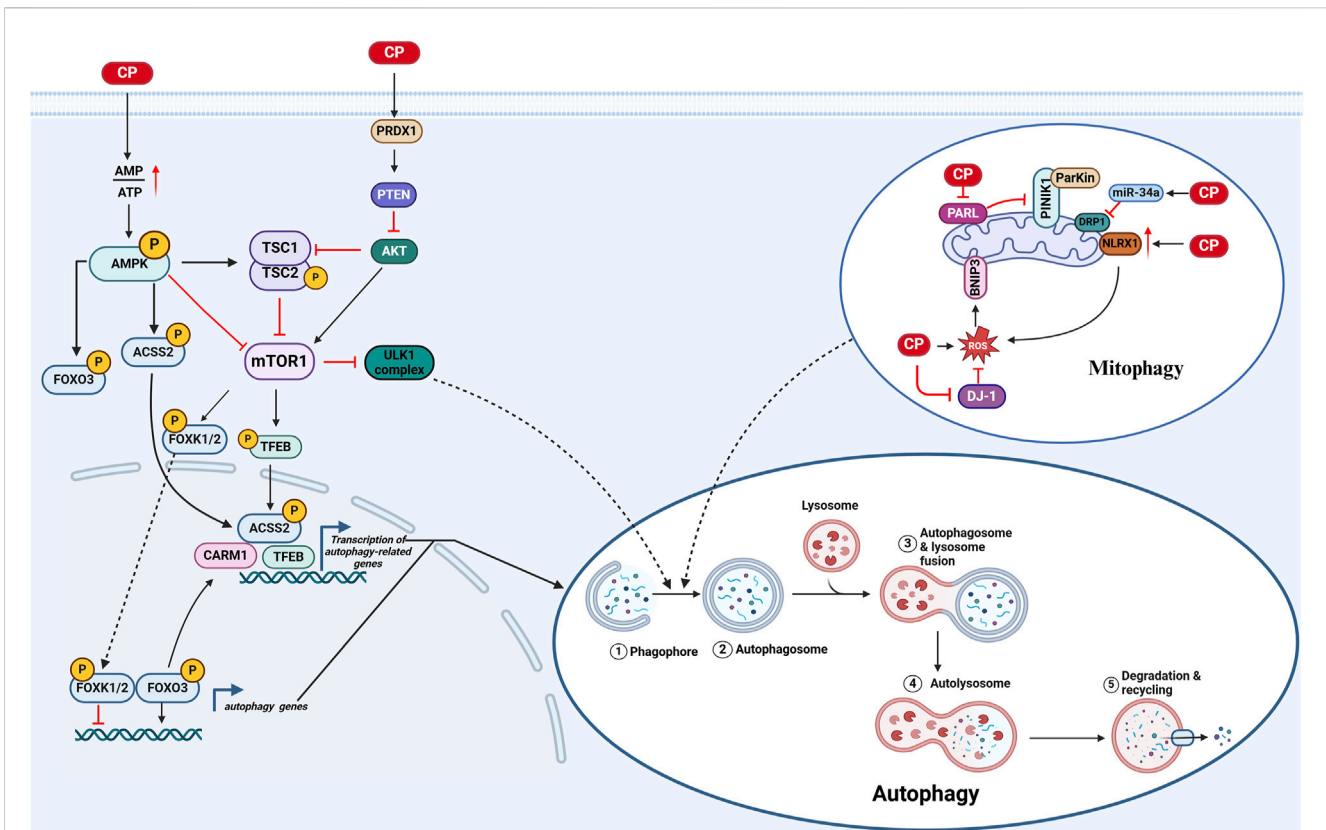 CP
CP
PRDX1
AMP
ATP
PTEN
P
AMPK
TSC1
TSC2
P
AKT
P
ACSS2
P
FOXO3
mTOR1
ULK1
complex
P
FOXK1/2
P
TFEB
P
ACSS2
CARM1
TFEB
Transcription of
autophagy-related
genes
P
FOXK1/2
P
FOXO3
autophagy genes
CP
PARL
PINIK1
ParKin
miR-34a
CP
DRP1
NLRX1
CP
BNIP3
CP
ROS
DJ-1
Mitophagy
Lysosome
3 Autophagosome
& lysosome
fusion
1 Phagophore
2 Autophagosome
4 Autolysosome
5 Degradation &
recycling
Autophagy